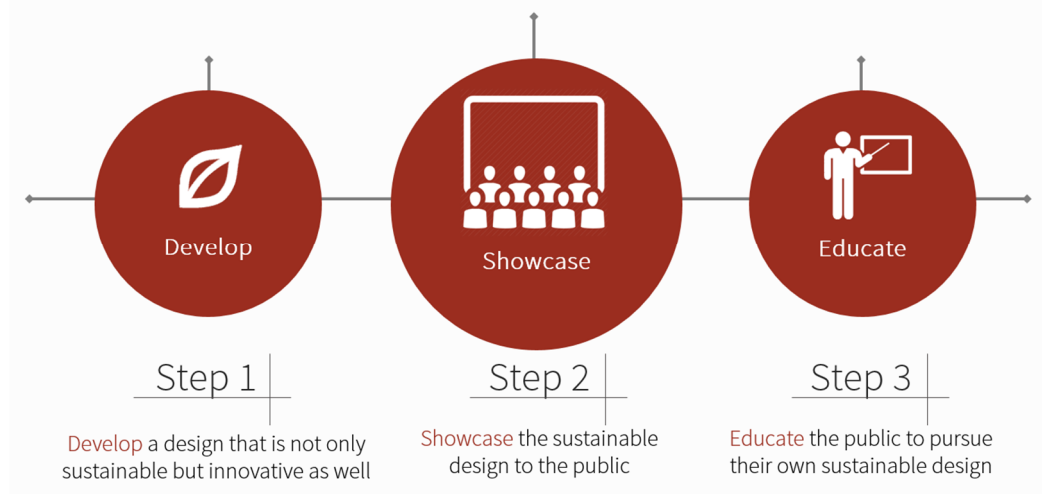 Develop
Showcase
Educate
Step 1
Step 2
Step 3
Develop a design that is not only
sustainable but innovative as well
Showcase the sustainable
design to the public
Educate the public to pursue
their own sustainable design